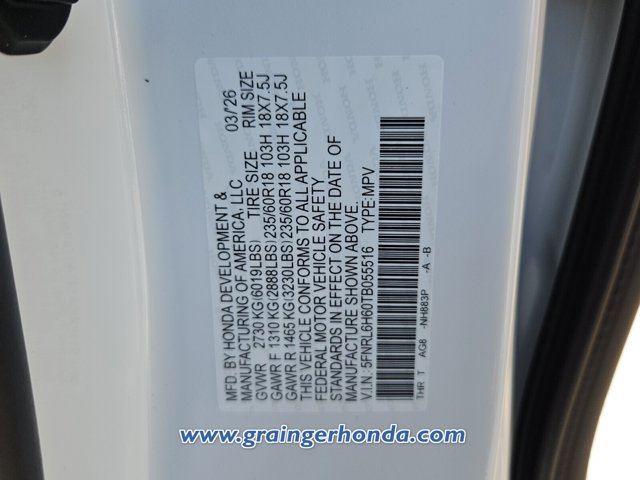 MFD. BY HONDA DEVELOPMENT & 03/'26
MANUFACTURING OF AMERICA, LLC
GVWR 2730 KG(6019LBS) TIRE SIZE RIM SIZE
GAWR F 1310 KG(2888LBS)235/60R18 103H 18X7.5J
GAWR R 1465 KG(3230LBS)235/60R18 103H 18X7.5J
THIS VEHICLE CONFORMS TO ALL APPLICABLE
FEDERAL MOTOR VEHICLE SAFETY
STANDARDS IN EFFECT ON THE DATE OF
MANUFACTURE SHOWN ABOVE.
V.I.N.: 5FNRL6H60TB055516 TYPE:MPV
THR T AG8 -NH883P -A -B
www.graingerhonda.com